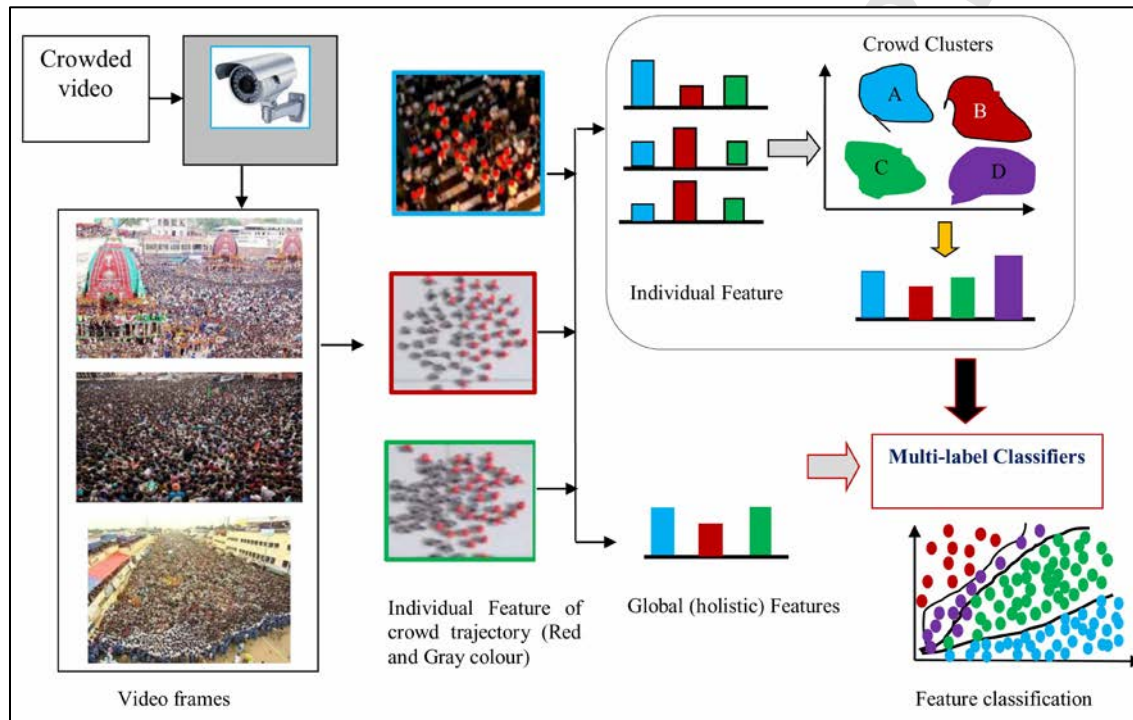 Crowded
video
Crowd Clusters
A
B
C
D
Individual Feature
Multi-label Classifiers
Individual Feature of
crowd trajectory (Red
and Gray colour)
Global (holistic) Features
Video frames
Feature classification